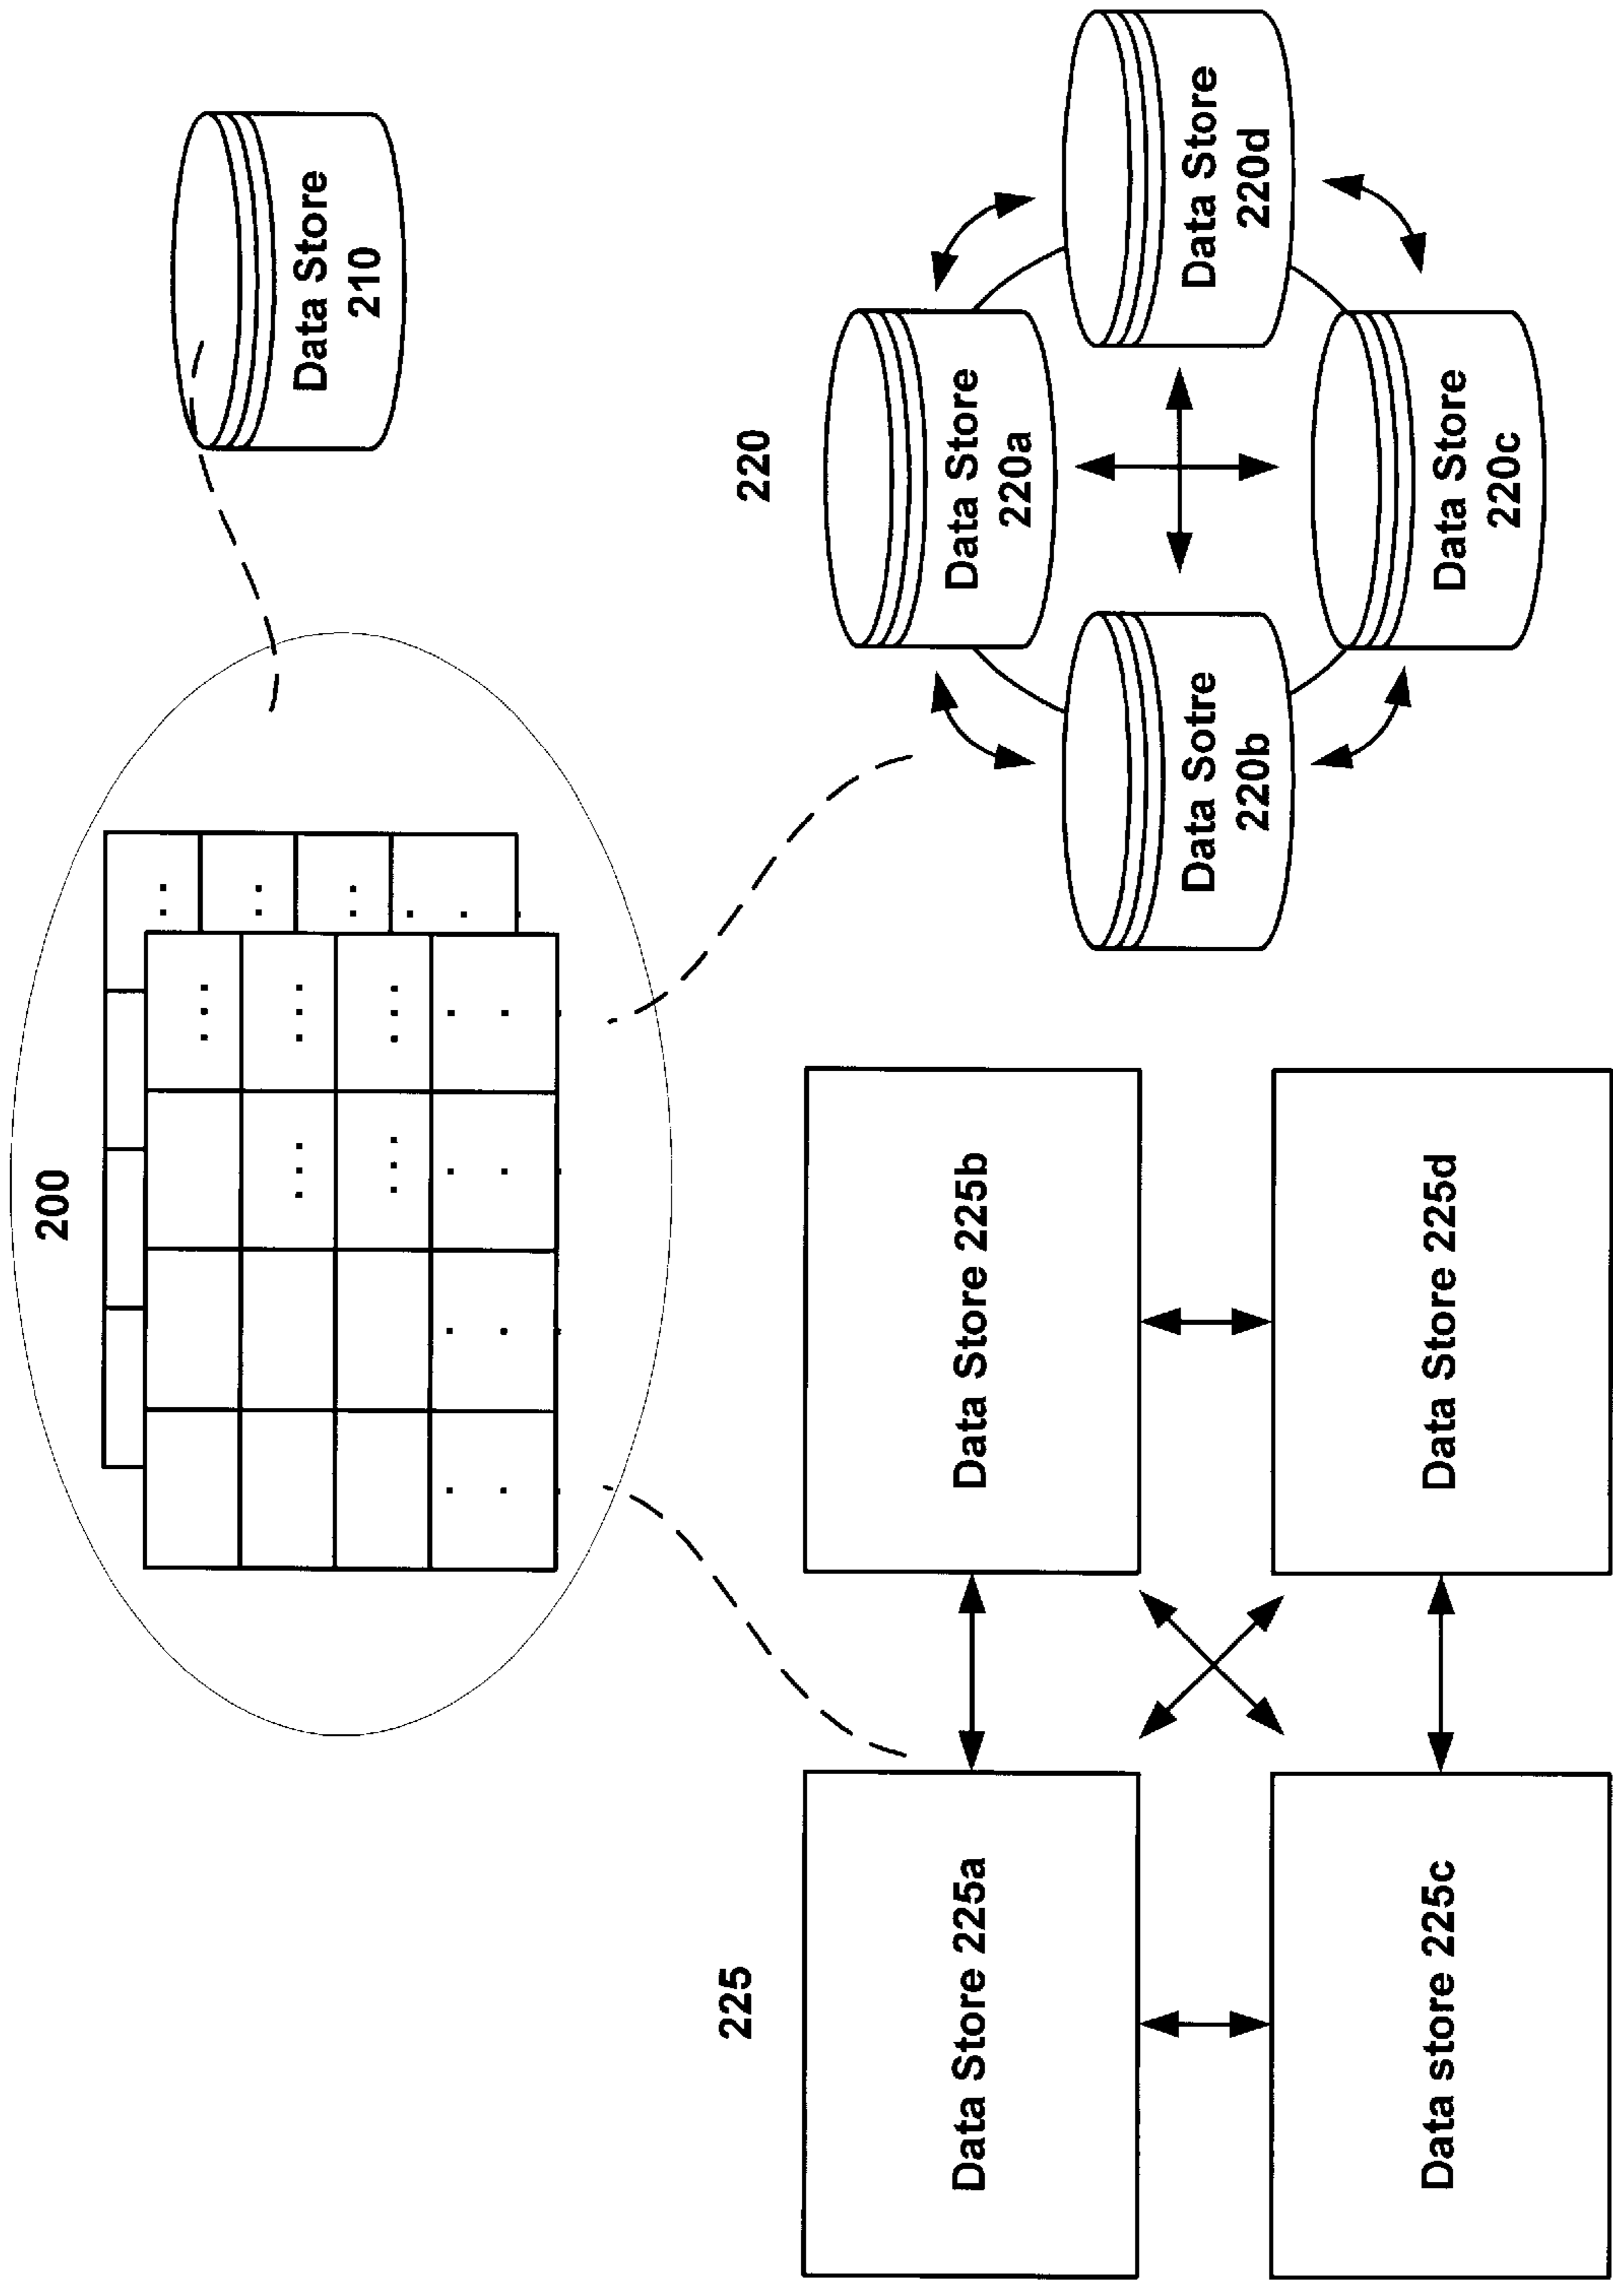 200
Data Store
210
220
Data Store
220a
Data Sotre
220b
Data Store
220d
Data Store
220c
225
Data Store 225a
Data Store 225b
Data store 225c
Data Store 225d